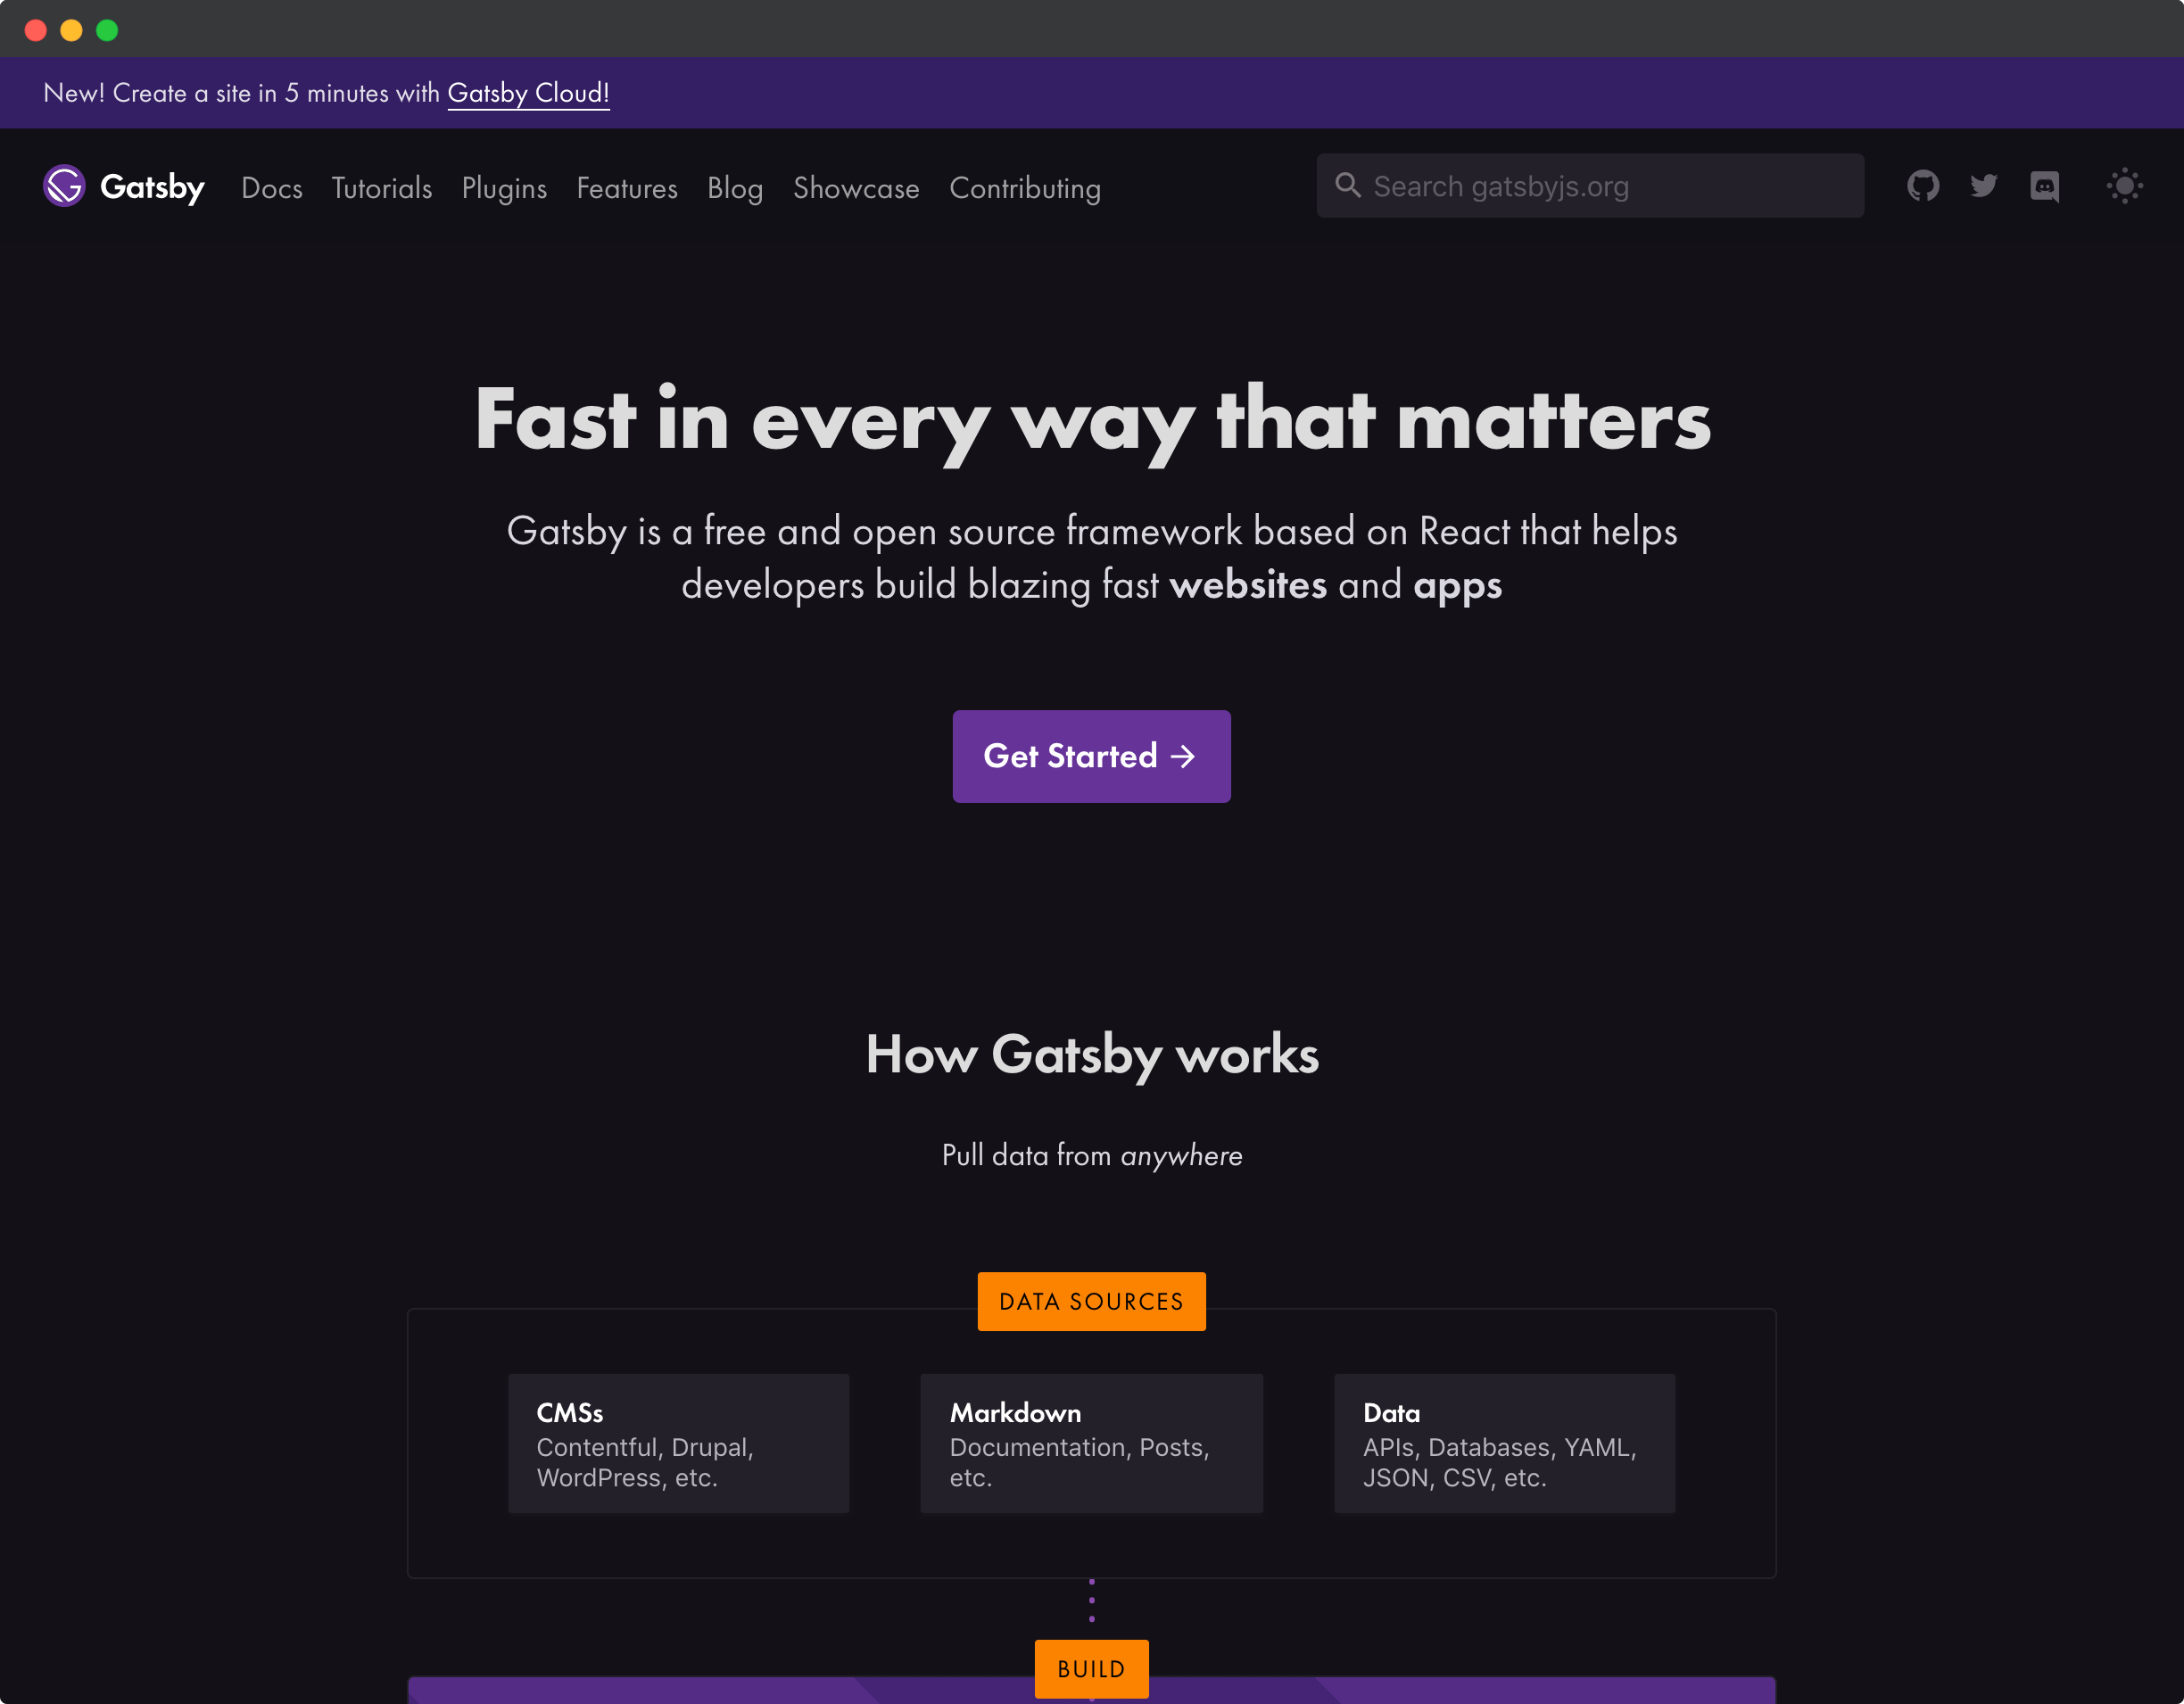 New! Create a site in 5 minutes with Gatsby Cloud!
Gatsby Docs Tutorials Plugins Features Blog Showcase Contributing Search gatsbyjs.org
Fast in every way that matters
Gatsby is a free and open source framework based on React that helps
developers build blazing fast websites and apps
Get Started →
How Gatsby works
Pull data from anywhere
DATA SOURCES
CMSs
Contentful, Drupal,
WordPress, etc.
Markdown
Documentation, Posts,
etc.
Data
APIs, Databases, YAML,
JSON, CSV, etc.
BUILD